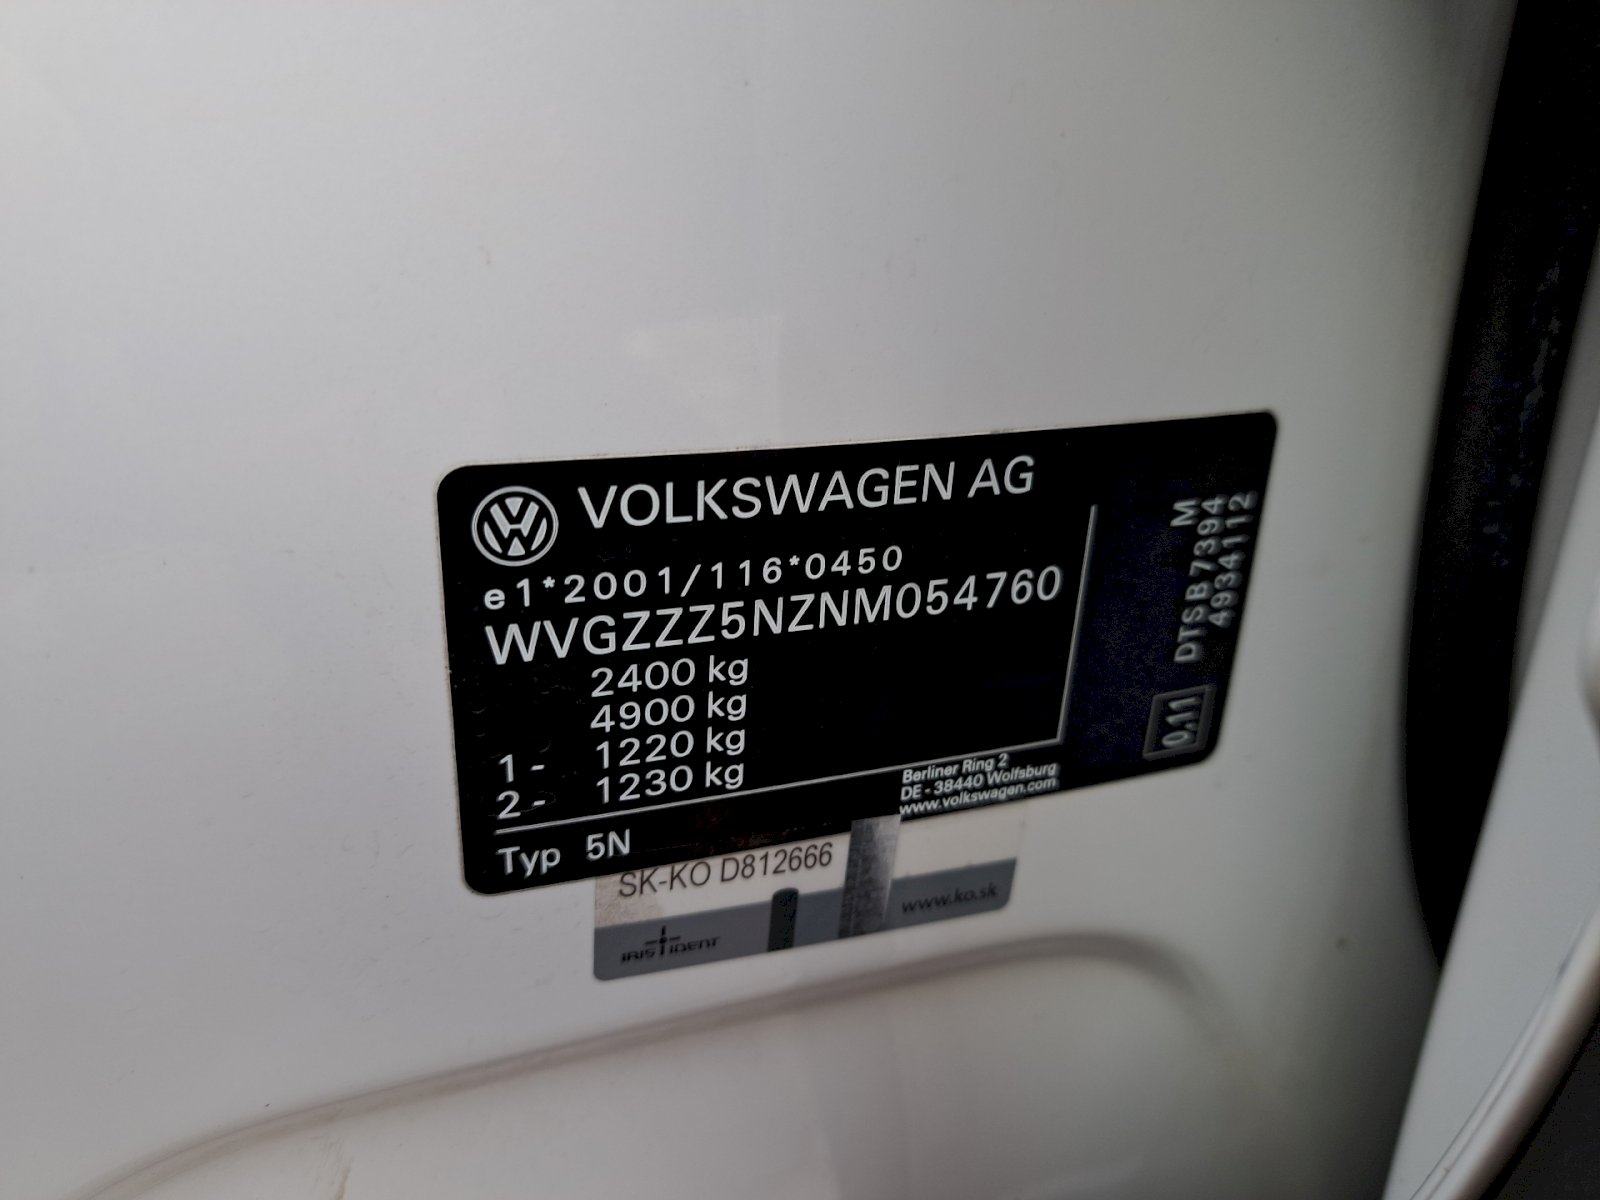 VOLKSWAGEN AG
e1*2001/116*0450
WVGZZZ5NZNM054760
2400 kg
4900 kg
1 - 1220 kg
2 - 1230 kg
Typ 5N
Berliner Ring 2
DE - 38440 Wolfsburg
www.volkswagen.com
M
DTSB7394
4934112
0,11
SK-KO D812666
IRIS IDENT
www.ko.sk